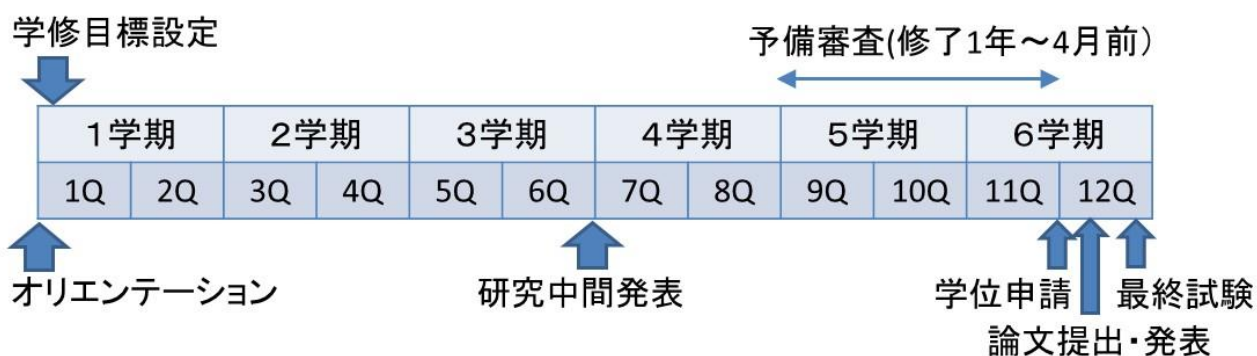 学修目標設定
予備審査(修了1年～4月前）
１学期 ２学期 ３学期 ４学期 ５学期 ６学期
1Q 2Q 3Q 4Q 5Q 6Q 7Q 8Q 9Q 10Q 11Q 12Q
オリエンテーション 研究中間発表 学位申請 最終試験
論文提出・発表